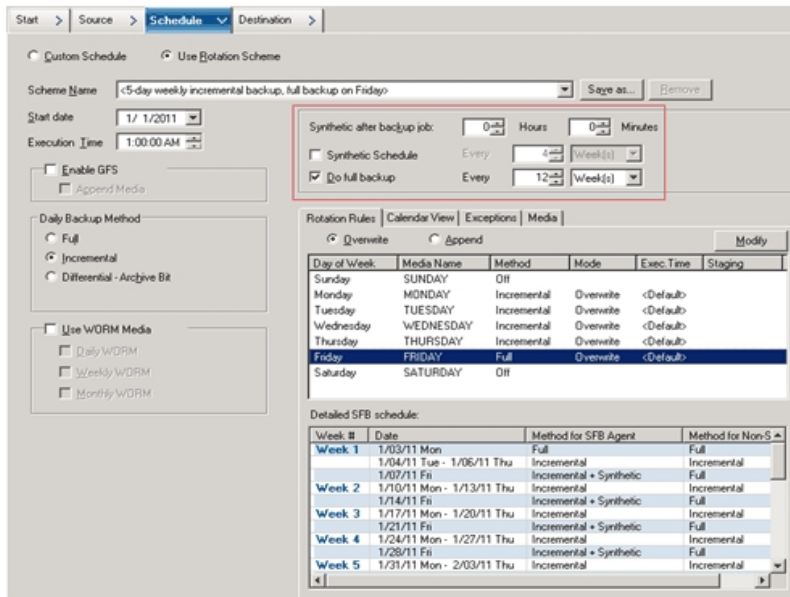 Start > Source > Schedule Destination >
Custom Schedule Use Rotation Scheme
Scheme Name <5-day weekly incremental backup, full backup on Friday> Save as... Remove
Start date 1/ 1/2011
Execution Time 1:00:00 AM
Synthetic after backup job: 0 Hours 0 Minutes
Synthetic Schedule Every 4 Week(s)
Do full backup Every 12 Week(s)
Enable GFS
Append Media
Daily Backup Method
Full
Incremental
Differential - Archive Bit
Use WORM Media
Daily WORM
Weekly WORM
Monthly WORM
Rotation Rules Calendar View Exceptions Media
Overwrite Append Modify
Day of Week Media Name Method Mode Exec.Time Staging
Sunday SUNDAY Off
Monday MONDAY Incremental Overwrite <Default>
Tuesday TUESDAY Incremental Overwrite <Default>
Wednesday WEDNESDAY Incremental Overwrite <Default>
Thursday THURSDAY Incremental Overwrite <Default>
Friday FRIDAY Full Overwrite <Default>
Saturday SATURDAY Off
Detailed SFB schedule:
Week # Date Method for SFB Agent Method for Non-S
Week 1 1/03/11 Mon Full Full
1/04/11 Tue - 1/06/11 Thu Incremental Incremental
1/07/11 Fri Incremental + Synthetic Full
Week 2 1/10/11 Mon - 1/13/11 Thu Incremental Incremental
1/14/11 Fri Incremental + Synthetic Full
Week 3 1/17/11 Mon - 1/20/11 Thu Incremental Incremental
1/21/11 Fri Incremental + Synthetic Full
Week 4 1/24/11 Mon - 1/27/11 Thu Incremental Incremental
1/28/11 Fri Incremental + Synthetic Full
Week 5 1/31/11 Mon - 2/03/11 Thu Incremental Incremental